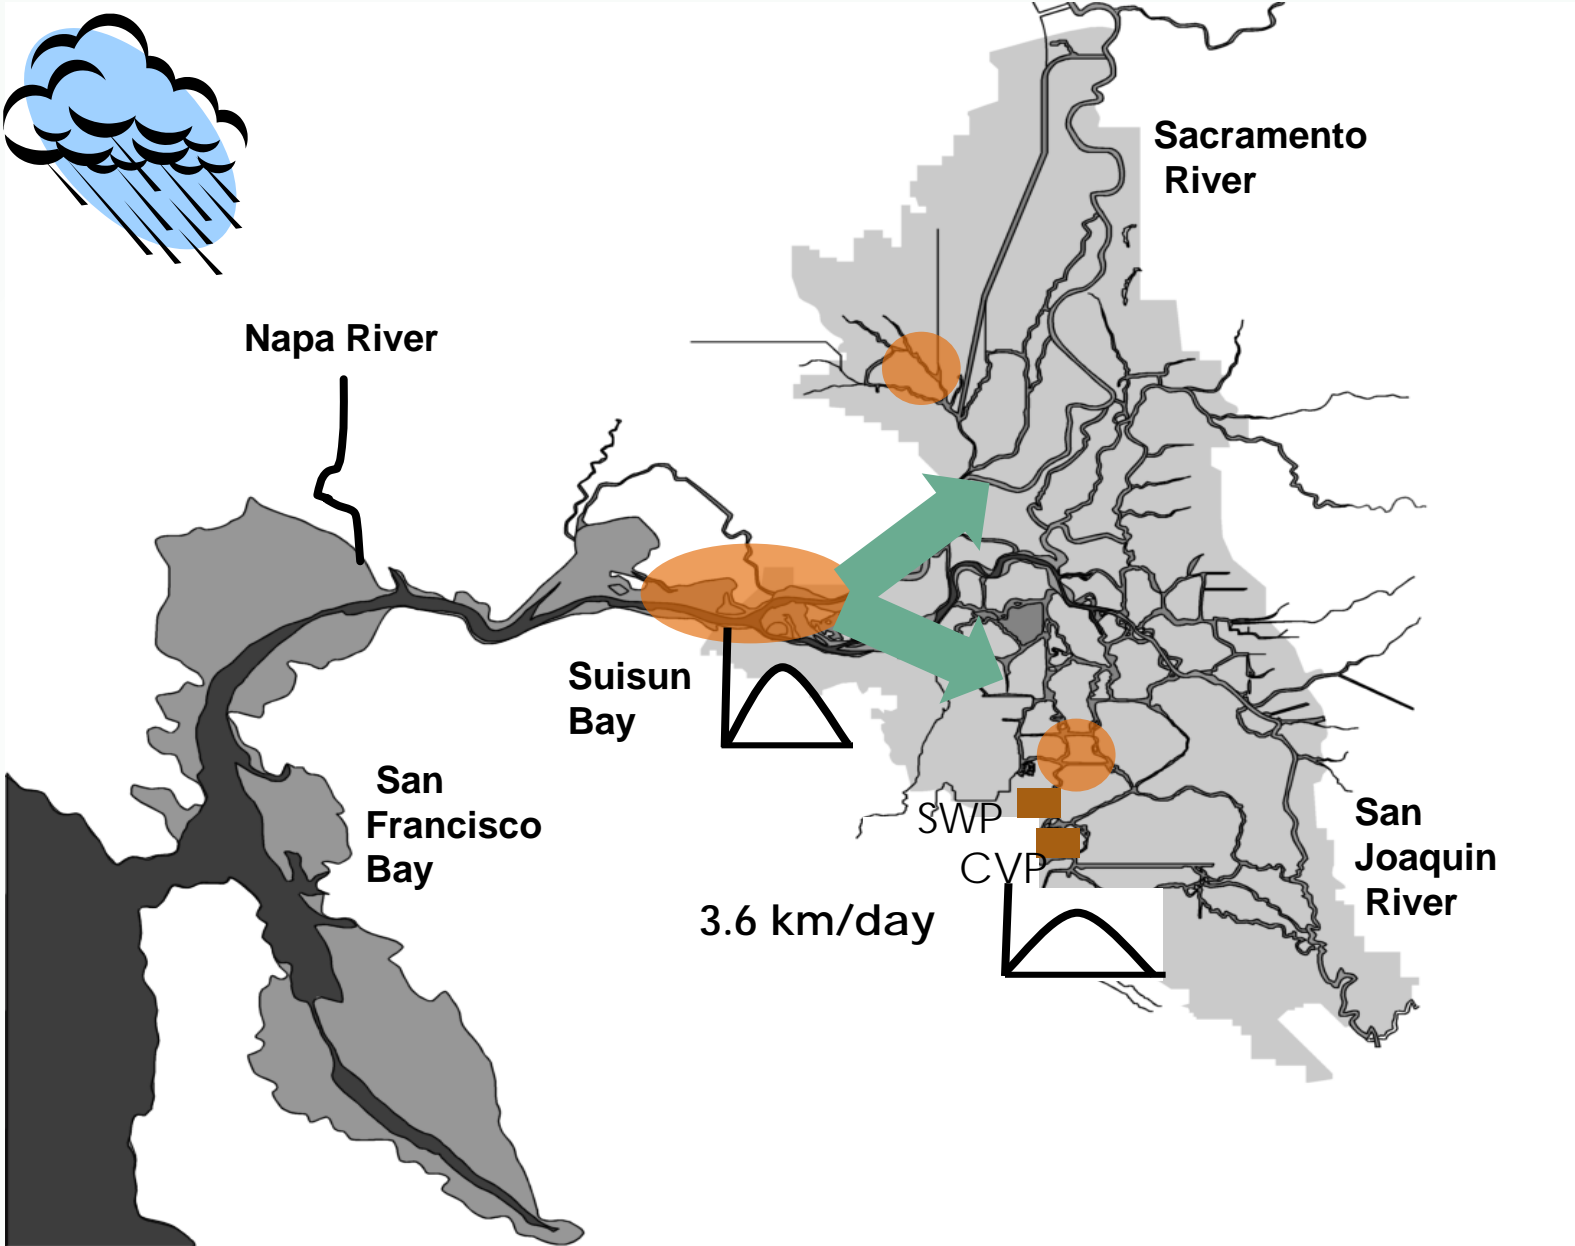 Sacramento
River
Napa River
Suisun
Bay
San
Francisco
Bay
SWP
CVP
3.6 km/day
San
Joaquin
River